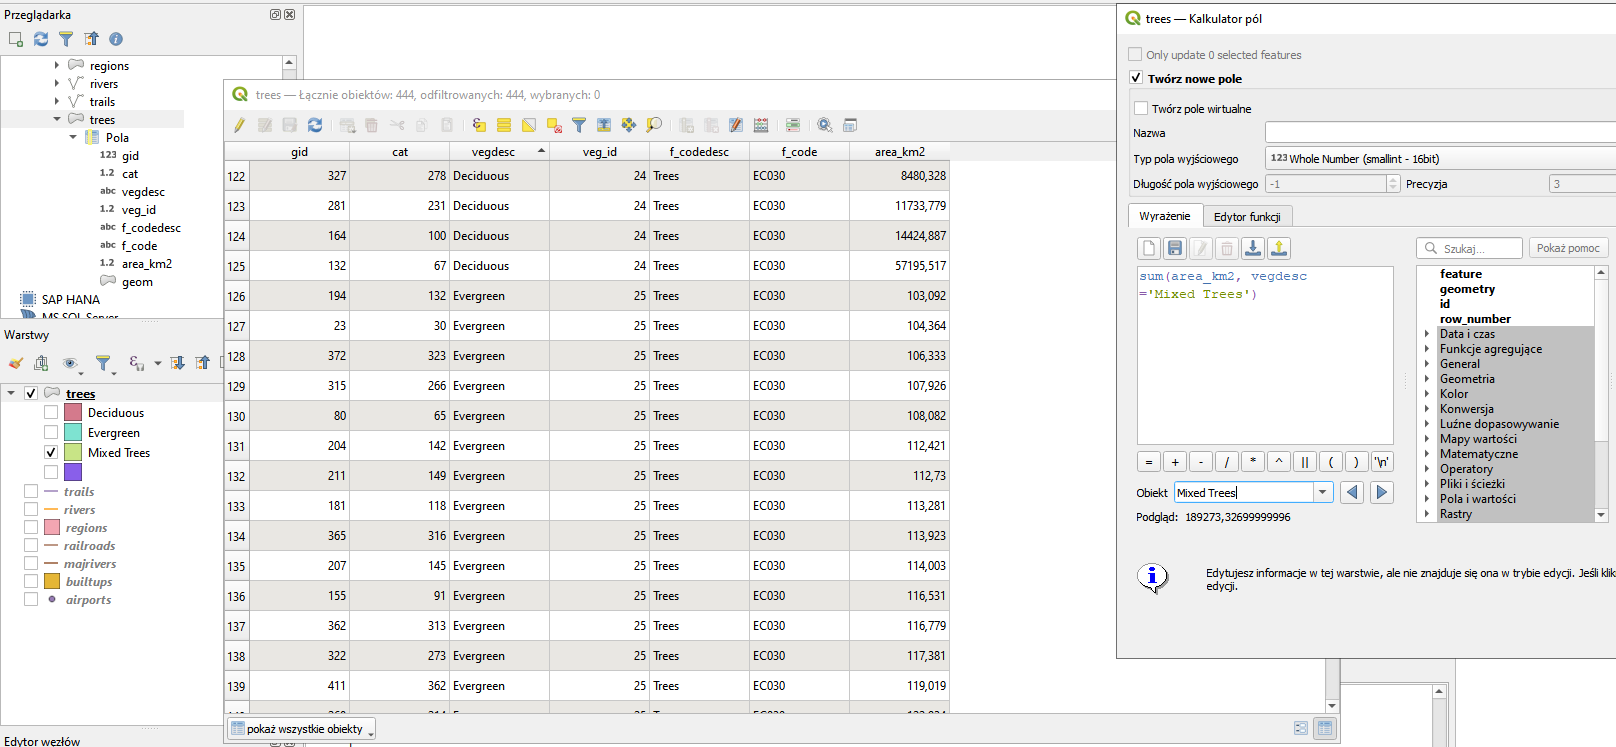 Przeglądarka
regions
rivers
trails
trees
Pola
123 gid
1.2 cat
abc vegdesc
1.2 veg_id
abc f_codedesc
abc f_code
1.2 area_km2
geom
SAP HANA
MS SQL Server
Warstwy
trees
Deciduous
Evergreen
Mixed Trees
trails
rivers
regions
railroads
majrivers
builtups
airports
Edytor węzłów
trees — Łącznie obiektów: 444, odfiltrowanych: 444, wybranych: 0
gid cat vegdesc veg_id f_codedesc f_code area_km2
122 327 278 Deciduous 24 Trees EC030 8480,328
123 281 231 Deciduous 24 Trees EC030 11733,779
124 164 100 Deciduous 24 Trees EC030 14424,887
125 132 67 Deciduous 24 Trees EC030 57195,517
126 194 132 Evergreen 25 Trees EC030 103,092
127 23 30 Evergreen 25 Trees EC030 104,364
128 372 323 Evergreen 25 Trees EC030 106,333
129 315 266 Evergreen 25 Trees EC030 107,926
130 80 65 Evergreen 25 Trees EC030 108,082
131 204 142 Evergreen 25 Trees EC030 112,421
132 211 149 Evergreen 25 Trees EC030 112,73
133 181 118 Evergreen 25 Trees EC030 113,281
134 365 316 Evergreen 25 Trees EC030 113,923
135 207 145 Evergreen 25 Trees EC030 114,003
136 155 91 Evergreen 25 Trees EC030 116,531
137 362 313 Evergreen 25 Trees EC030 116,779
138 322 273 Evergreen 25 Trees EC030 117,381
139 411 362 Evergreen 25 Trees EC030 119,019
pokaż wszystkie obiekty
trees — Kalkulator pól
Only update 0 selected features
Twórz nowe pole
Twórz pole wirtualne
Nazwa
Typ pola wyjściowego 123 Whole Number (smallint - 16bit)
Długość pola wyjściowego -1 Precyzja 3
Wyrażenie Edytor funkcji
Szukaj... Pokaż pomoc
sum(area_km2, vegdesc
='Mixed Trees')
= + - / * ^ || ( ) '\n'
Obiekt Mixed Trees
Podgląd: 189273,32699999996
feature
geometry
id
row_number
Data i czas
Funkcje agregujące
General
Geometria
Kolor
Konwersja
Luźne dopasowywanie
Mapy wartości
Matematyczne
Operatory
Pliki i ścieżki
Pola i wartości
Rastry
Edytujesz informacje w tej warstwie, ale nie znajduje się ona w trybie edycji. Jeśli klik
edycji.